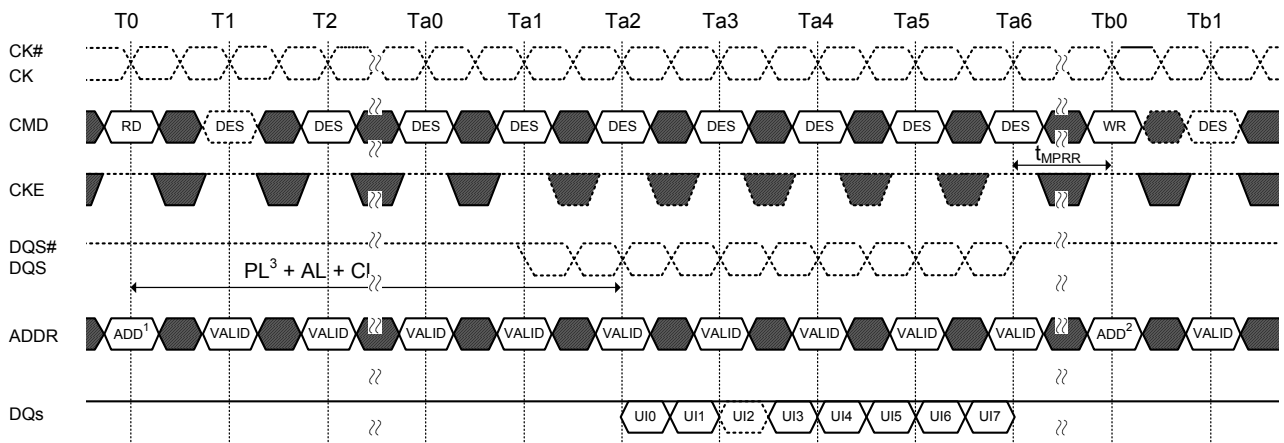 T0 T1 T2 Ta0 Ta1 Ta2 Ta3 Ta4 Ta5 Ta6 Tb0 Tb1
CK#
CK
CMD RD DES DES DES DES DES DES DES DES DES WR DES
tMPRR
CKE
DQS#
DQS
PL³ + AL + CL
ADDR ADD¹ VALID VALID VALID VALID VALID VALID VALID VALID VALID ADD² VALID
DQs UI0 UI1 UI2 UI3 UI4 UI5 UI6 UI7